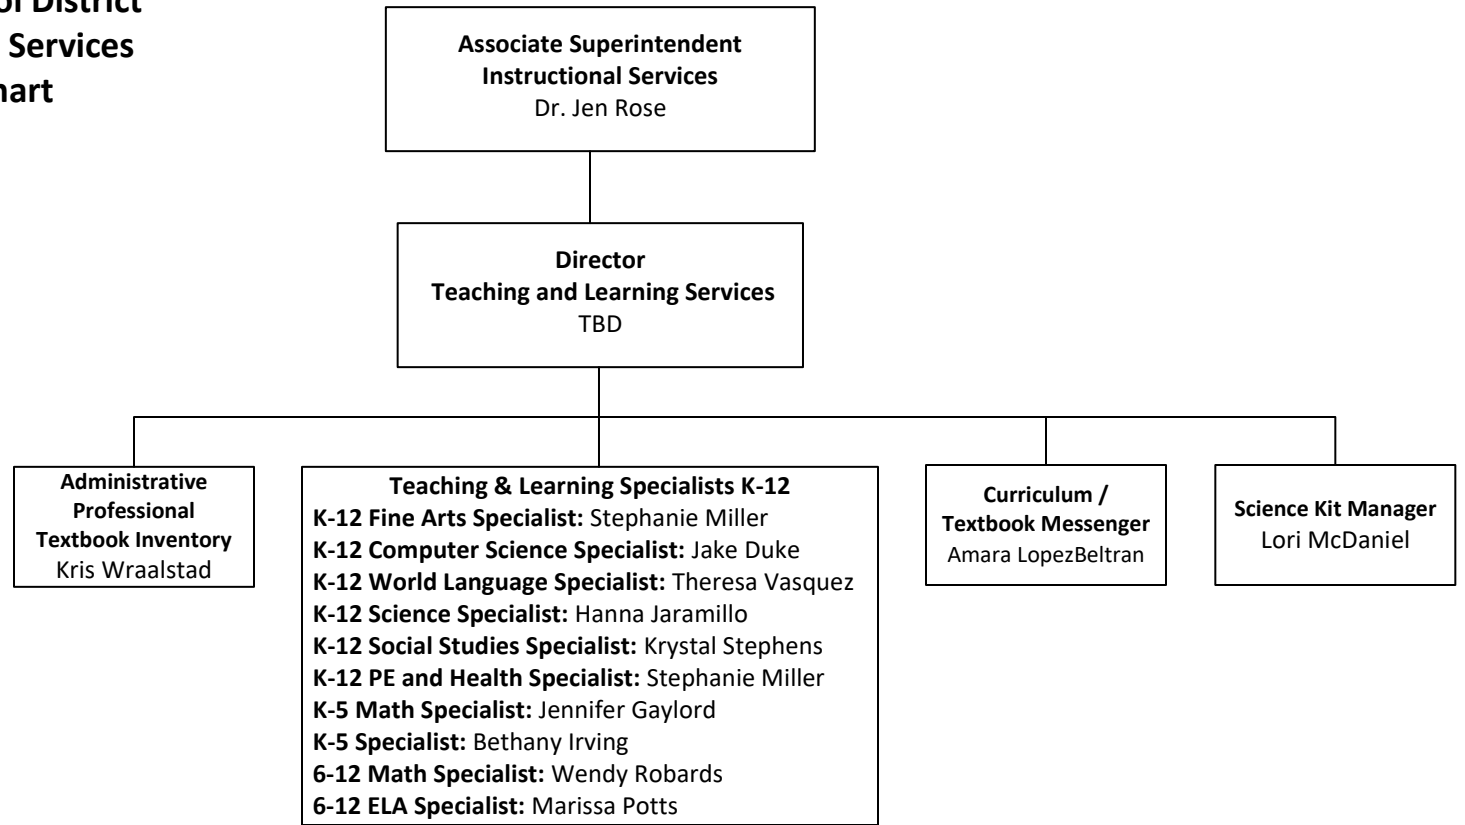 District
Services
Associate Superintendent
Instructional Services
Dr. Jen Rose
Director
Teaching and Learning Services
TBD
Administrative
Professional
Textbook Inventory
Kris Wraalstad
Teaching & Learning Specialists K-12
K-12 Fine Arts Specialist: Stephanie Miller
K-12 Computer Science Specialist: Jake Duke
K-12 World Language Specialist: Theresa Vasquez
K-12 Science Specialist: Hanna Jaramillo
K-12 Social Studies Specialist: Krystal Stephens
K-12 PE and Health Specialist: Stephanie Miller
K-5 Math Specialist: Jennifer Gaylord
K-5 Specialist: Bethany Irving
6-12 Math Specialist: Wendy Robards
6-12 ELA Specialist: Marissa Potts
Curriculum /
Textbook Messenger
Amara LopezBeltran
Science Kit Manager
Lori McDaniel